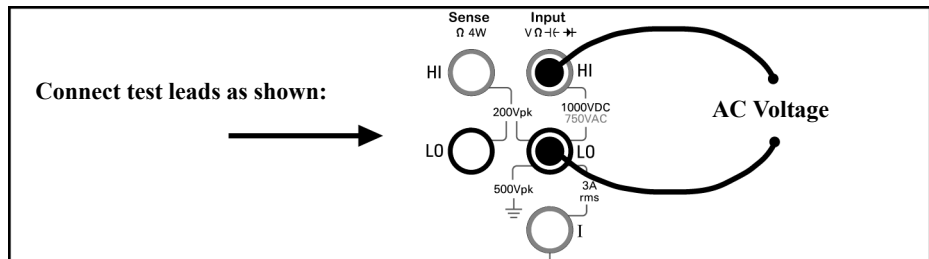 Sense Input
Ω 4W V Ω ⊣⊢ ➔|
HI HI
Connect test leads as shown:
200Vpk 1000VDC
750VAC
AC Voltage
LO LO
500Vpk 3A
rms
I